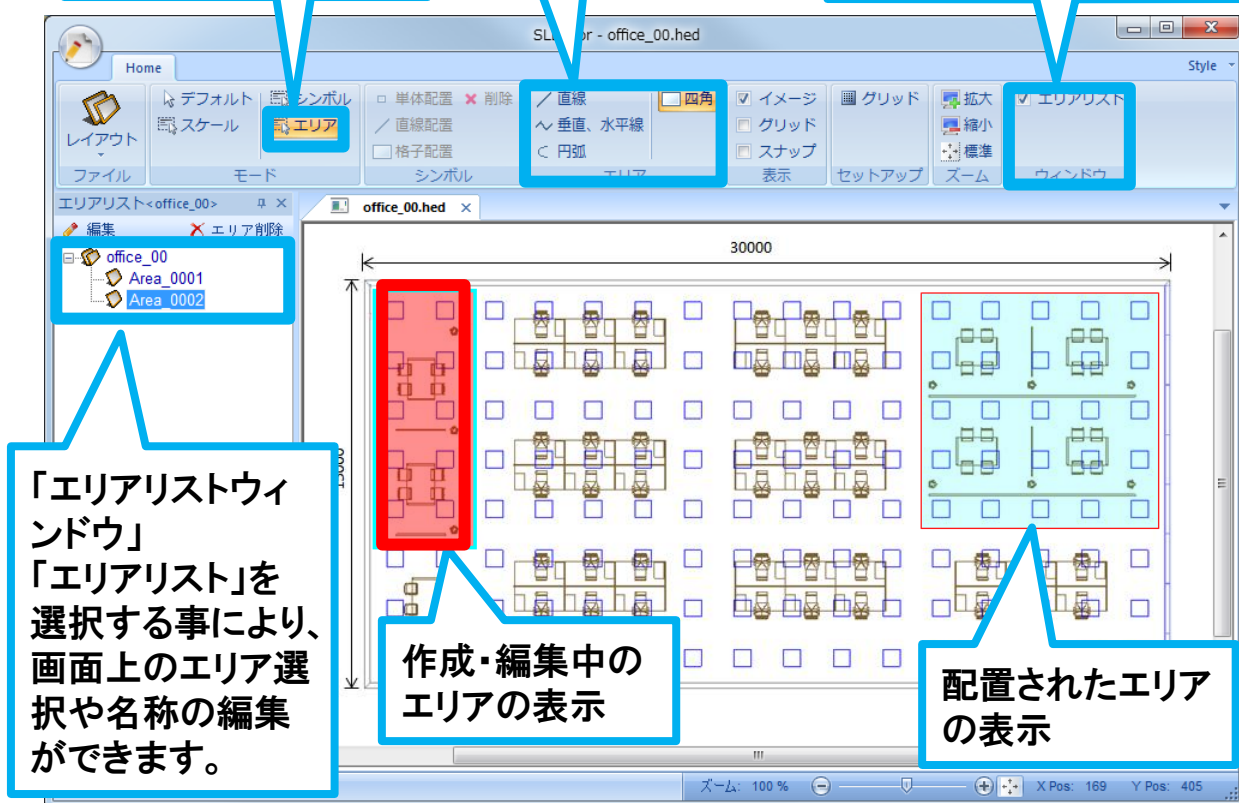 office_00.hed
Home
Style
レイアウト
デフォルト
スケール
シンボル
エリア
単体配置
削除
直線配置
格子配置
直線
四角
垂直、水平線
円弧
イメージ
グリッド
スナップ
グリッド
拡大
縮小
標準
エリアリスト
ファイル
モード
シンボル
エリア
表示
セットアップ
ズーム
ウィンドウ
エリアリスト<office_00>
編集
エリア削除
office_00
Area_0001
Area_0002
office_00.hed
30000
「エリアリストウィ
ンドウ」
「エリアリスト」を
選択する事により、
画面上のエリア選
択や名称の編集
ができます。
作成・編集中の
エリアの表示
配置されたエリア
の表示
ズーム: 100 %
X Pos: 169
Y Pos: 405